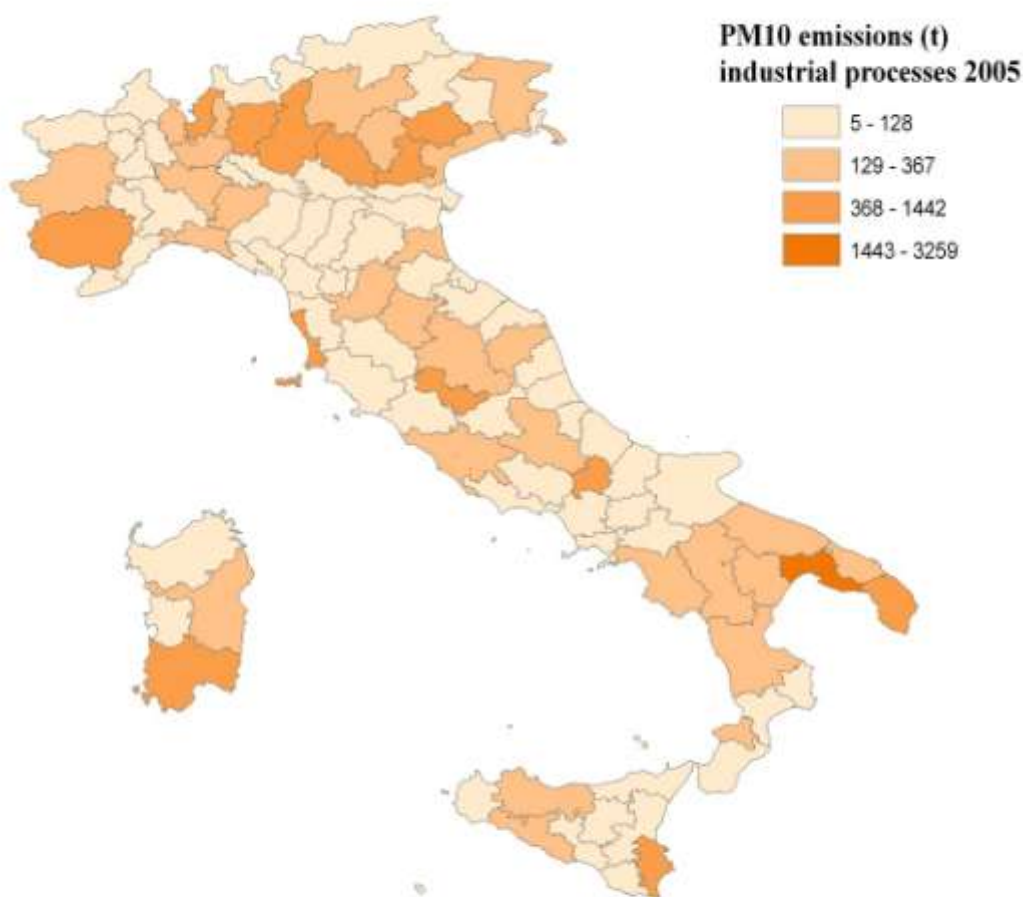 PM10 emissions (t)
industrial processes 2005
5 - 128
129 - 367
368 - 1442
1443 - 3259